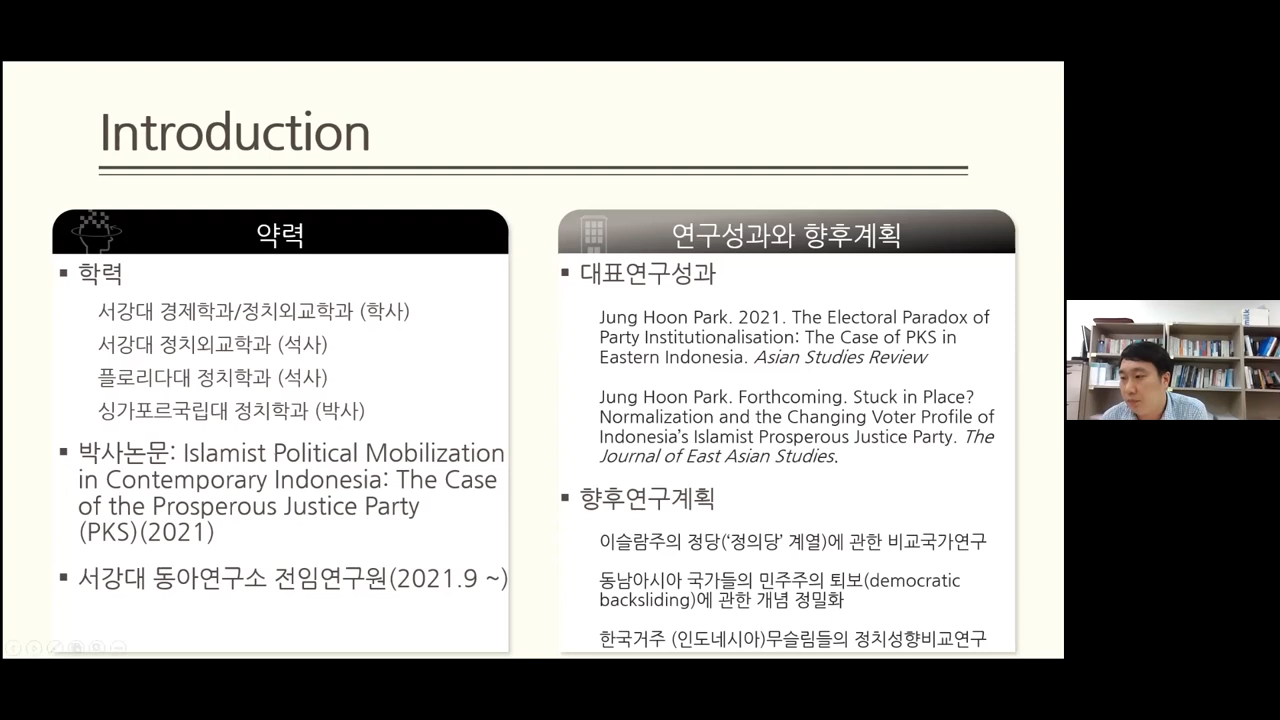 Introduction
약력
▪ 학력
서강대 경제학과/정치외교학과 (학사)
서강대 정치외교학과 (석사)
플로리다대 정치학과 (석사)
싱가포르국립대 정치학과 (박사)
▪ 박사논문: Islamist Political Mobilization
in Contemporary Indonesia: The Case
of the Prosperous Justice Party
(PKS)(2021)
▪ 서강대 동아연구소 전임연구원(2021.9 ~)
연구성과와 향후계획
▪ 대표연구성과
Jung Hoon Park. 2021. The Electoral Paradox of
Party Institutionalisation: The Case of PKS in
Eastern Indonesia. Asian Studies Review
Jung Hoon Park. Forthcoming. Stuck in Place?
Normalization and the Changing Voter Profile of
Indonesia’s Islamist Prosperous Justice Party. The
Journal of East Asian Studies.
▪ 향후연구계획
이슬람주의 정당(‘정의당’ 계열)에 관한 비교국가연구
동남아시아 국가들의 민주주의 퇴보(democratic
backsliding)에 관한 개념 정밀화
한국거주 (인도네시아)무슬림들의 정치성향비교연구
milk